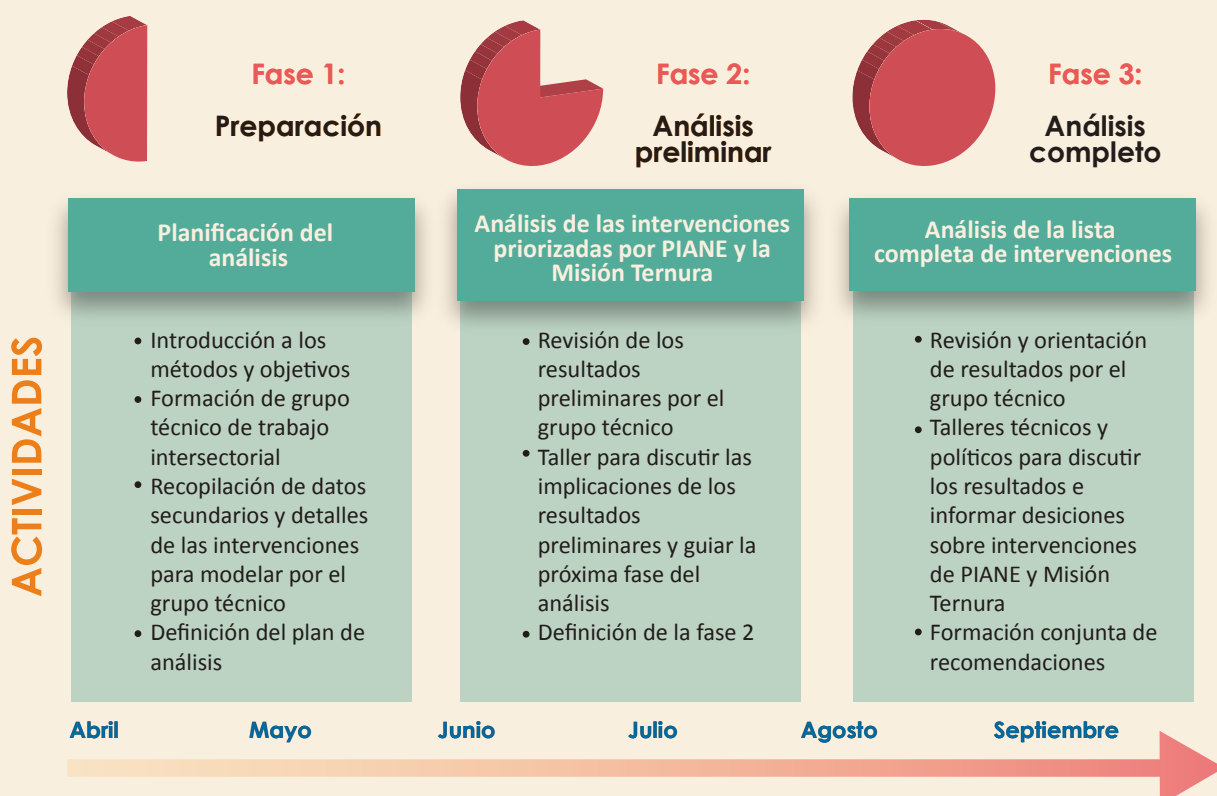 Fase 1:
Preparación
Fase 2:
Análisis
preliminar
Fase 3:
Análisis
completo
ACTIVIDADES
Planificación del
análisis
• Introducción a los
métodos y objetivos
• Formación de grupo
técnico de trabajo
intersectorial
• Recopilación de datos
secundarios y detalles
de las intervenciones
para modelar por el
grupo técnico
• Definición del plan de
análisis
Análisis de las intervenciones
priorizadas por PIANE y la
Misión Ternura
• Revisión de los
resultados
preliminares por el
grupo técnico
• Taller para discutir las
implicaciones de los
resultados
preliminares y guiar la
próxima fase del
análisis
• Definición de la fase 2
Análisis de la lista
completa de intervenciones
• Revisión y orientación
de resultados por el
grupo técnico
• Talleres técnicos y
políticos para discutir
los resultados e
informar desiciones
sobre intervenciones
de PIANE y Misión
Ternura
• Formación conjunta de
recomendaciones
Abril Mayo Junio Julio Agosto Septiembre